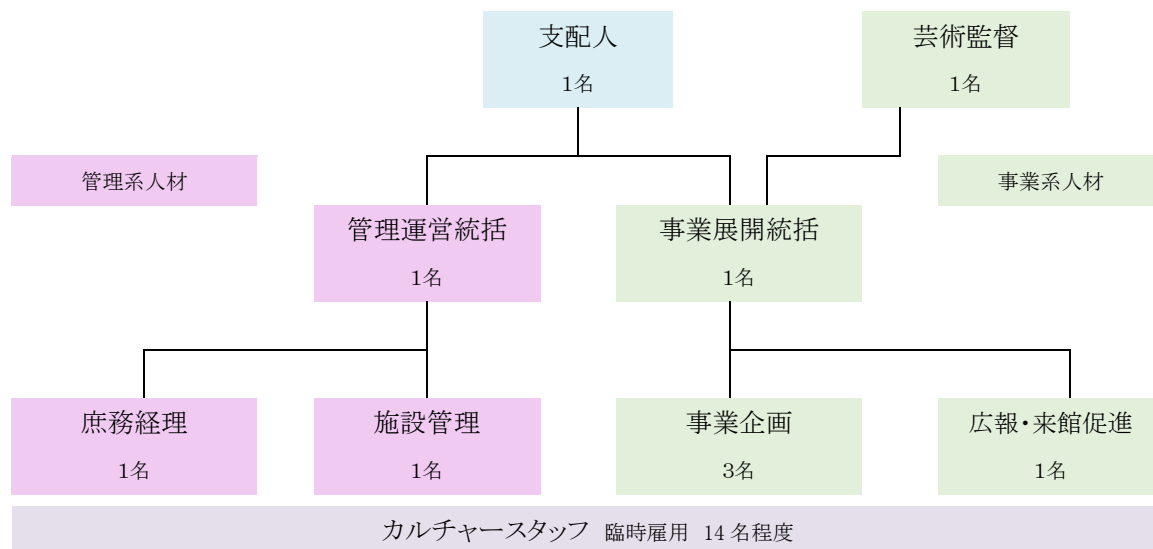 支配人
1名
芸術監督
1名
管理系人材
事業系人材
管理運営統括
1名
事業展開統括
1名
庶務経理
1名
施設管理
1名
事業企画
3名
広報・来館促進
1名
カルチャースタッフ 臨時雇用 14名程度